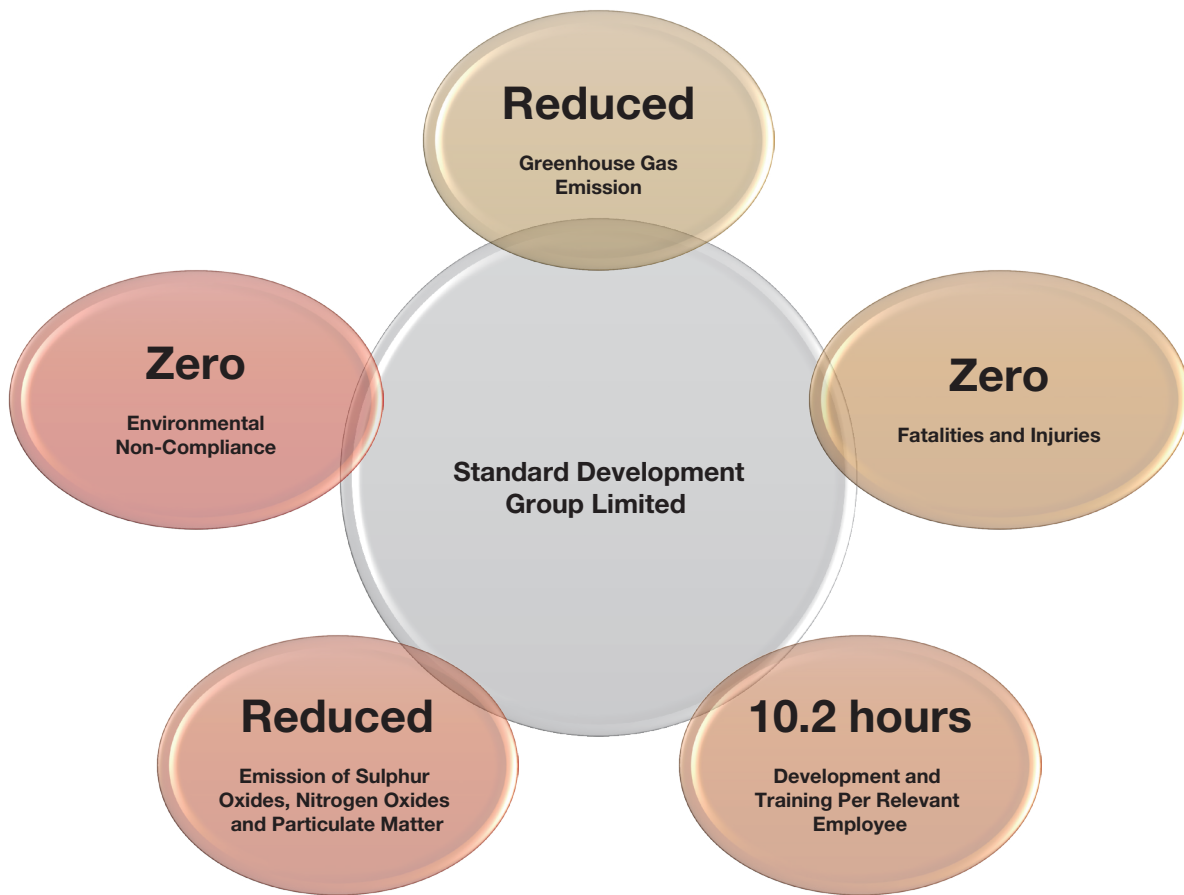 Reduced
Greenhouse Gas
Emission
Zero
Environmental
Non-Compliance
Zero
Fatalities and Injuries
Standard Development
Group Limited
Reduced
Emission of Sulphur
Oxides, Nitrogen Oxides
and Particulate Matter
10.2 hours
Development and
Training Per Relevant
Employee